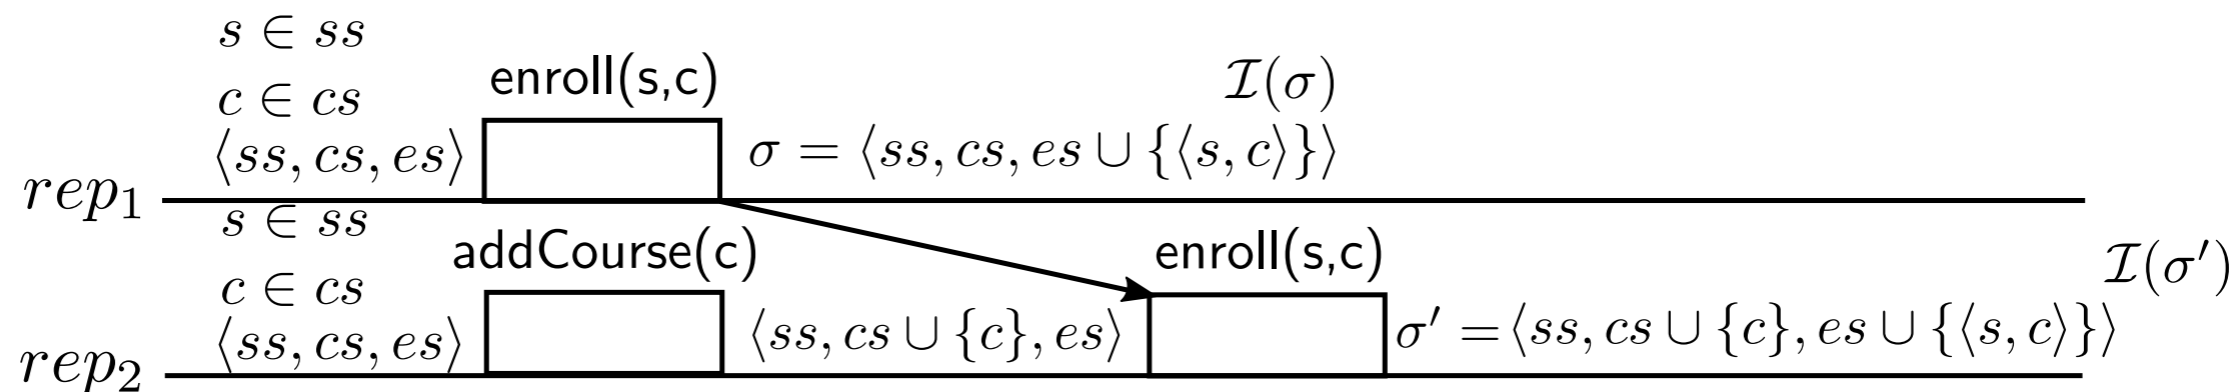 s ∈ ss
c ∈ cs
enroll(s,c)
I(σ)
⟨ss, cs, es⟩
σ = ⟨ss, cs, es ∪ {⟨s, c⟩}⟩
rep₁
s ∈ ss
c ∈ cs
addCourse(c)
enroll(s,c)
I(σ′)
⟨ss, cs, es⟩
⟨ss, cs ∪ {c}, es⟩
σ′ = ⟨ss, cs ∪ {c}, es ∪ {⟨s, c⟩}⟩
rep₂